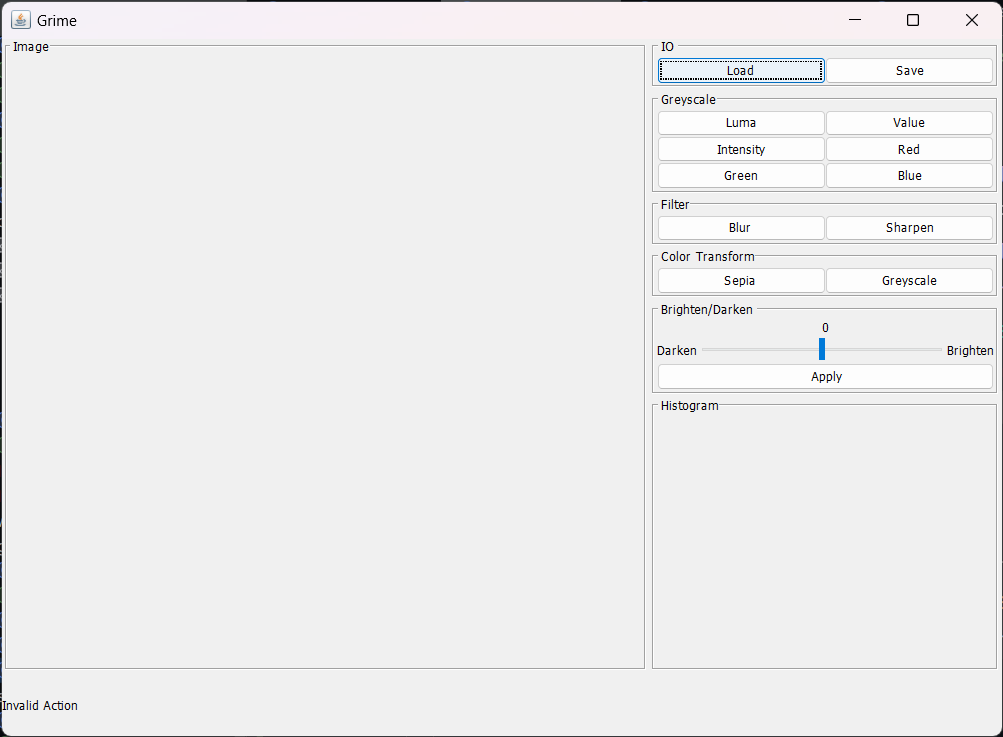 Grime
Image
IO
Load Save
Greyscale
Luma Value
Intensity Red
Green Blue
Filter
Blur Sharpen
Color Transform
Sepia Greyscale
Brighten/Darken
0
Darken Brighten
Apply
Histogram
Invalid Action